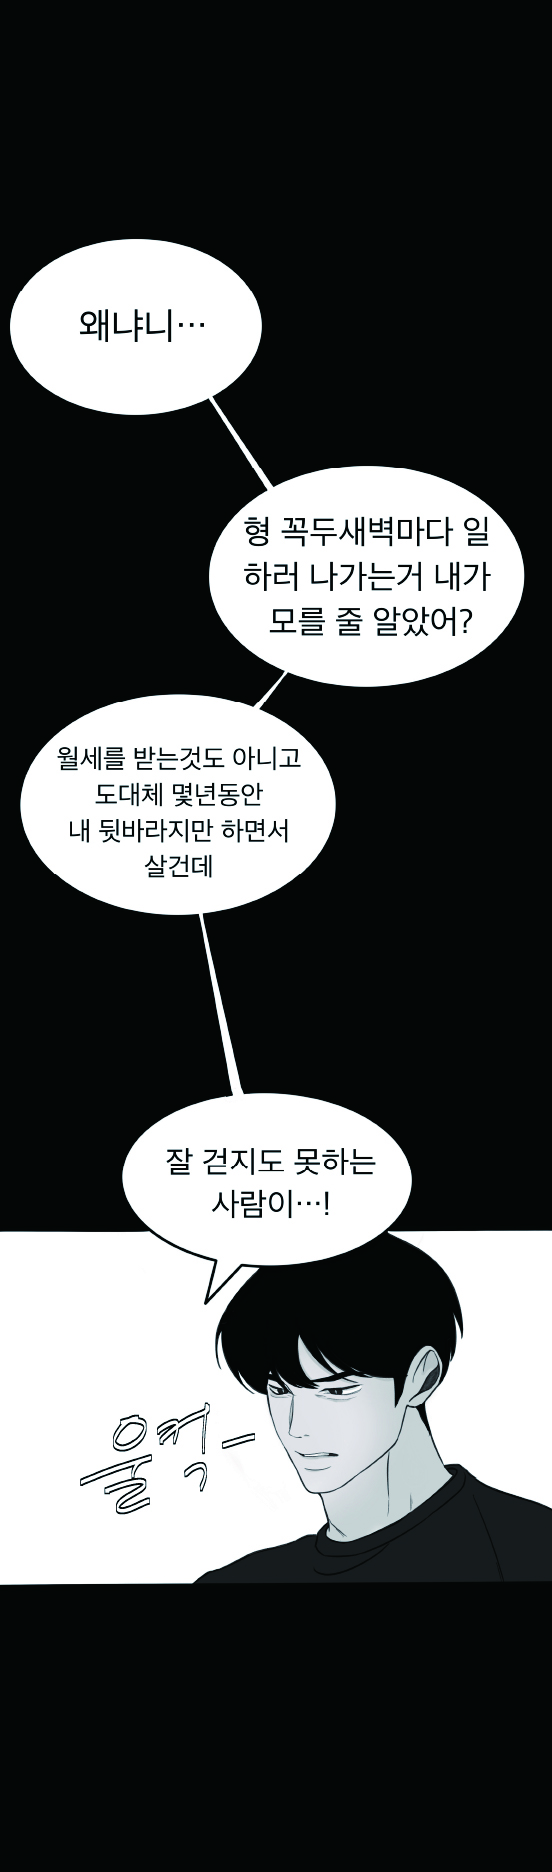 왜냐니…
형 꼭두새벽마다 일
하러 나가는거 내가
모를 줄 알았어?
월세를 받는것도 아니고
도대체 몇년동안
내 뒷바라지만 하면서
살건데
잘 걷지도 못하는
사람이…!
울컥-